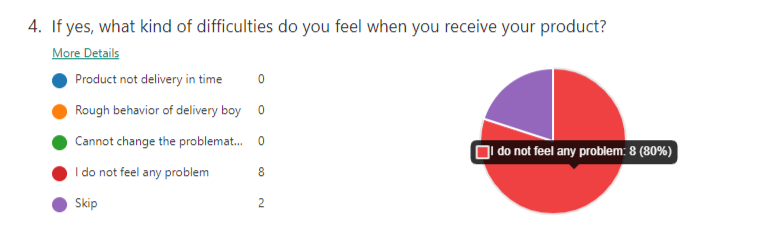 4. If yes, what kind of difficulties do you feel when you receive your product?
More Details
Product not delivery in time 0
Rough behavior of delivery boy 0
Cannot change the problemat... 0
I do not feel any problem 8
Skip 2
I do not feel any problem: 8 (80%)